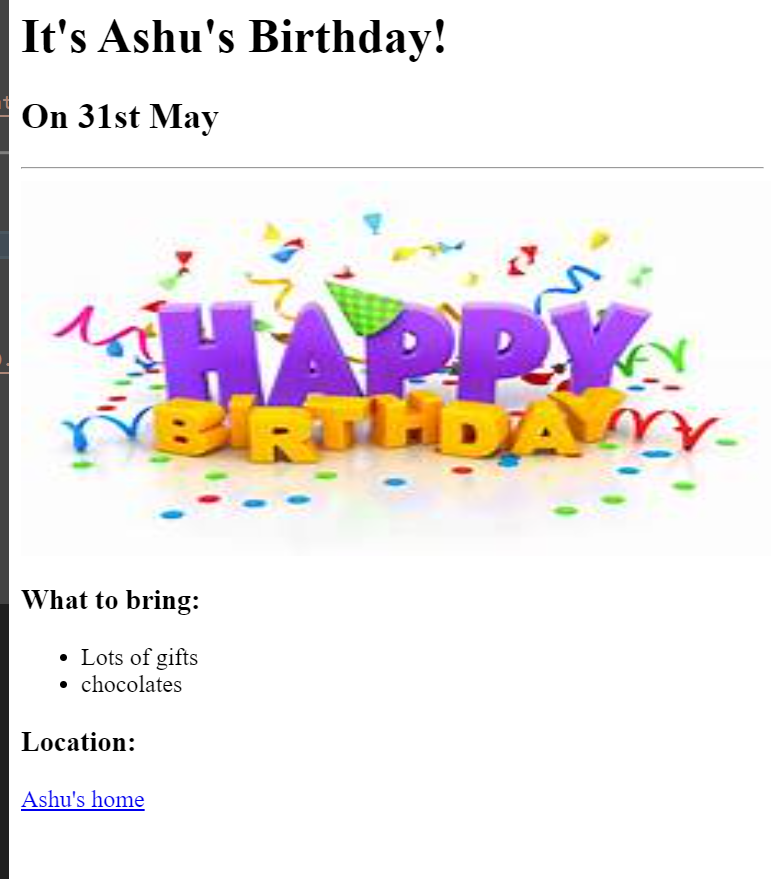 It's Ashu's Birthday!
On 31st May
HAPPY
BIRTHDAY
What to bring:
Lots of gifts
chocolates
Location:
Ashu's home